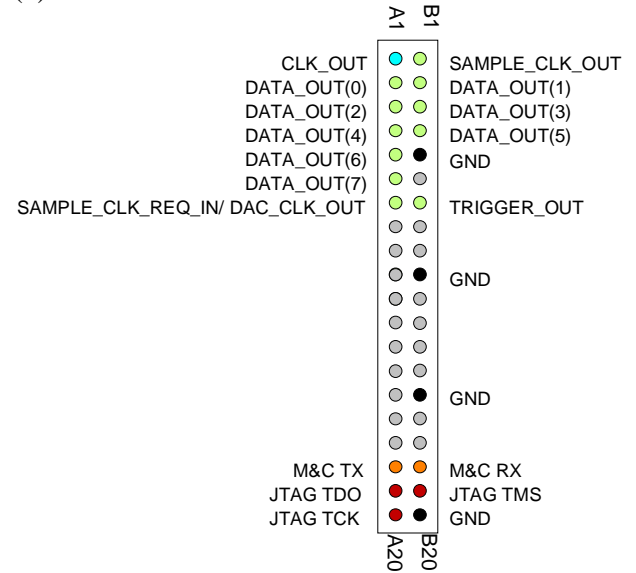 A1 B1
CLK_OUT SAMPLE_CLK_OUT
DATA_OUT(0) DATA_OUT(1)
DATA_OUT(2) DATA_OUT(3)
DATA_OUT(4) DATA_OUT(5)
DATA_OUT(6) GND
DATA_OUT(7)
SAMPLE_CLK_REQ_IN/ DAC_CLK_OUT TRIGGER_OUT
GND
GND
M&C TX M&C RX
JTAG TDO JTAG TMS
JTAG TCK GND
A20 B20